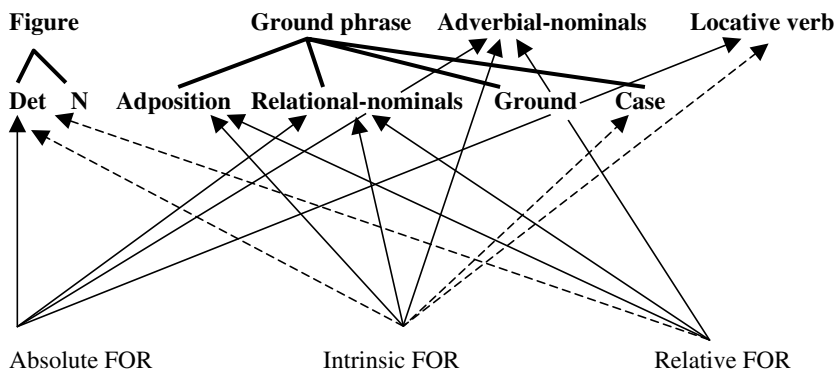 Figure Ground phrase Adverbial-nominals Locative verb
Det N Adposition Relational-nominals Ground Case
Absolute FOR Intrinsic FOR Relative FOR